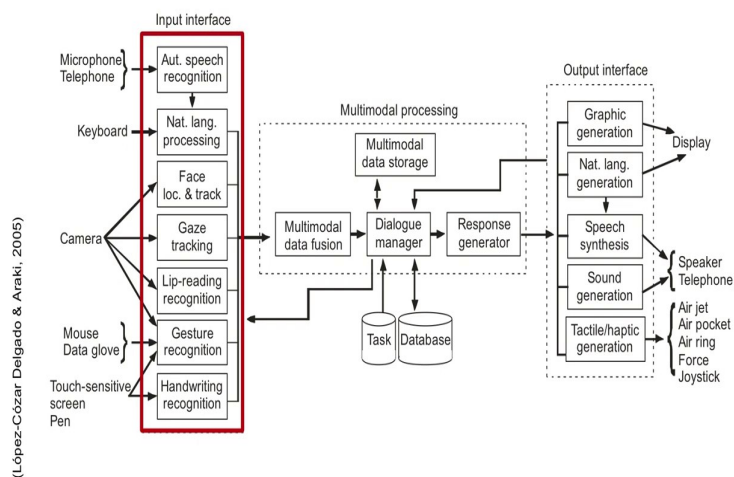 Input interface
Microphone
Telephone
Aut. speech
recognition
Keyboard
Nat. lang.
processing
Face
loc. & track
Camera
Gaze
tracking
Lip-reading
recognition
Mouse
Data glove
Gesture
recognition
Touch-sensitive
screen
Pen
Handwriting
recognition
Multimodal processing
Multimodal
data storage
Multimodal
data fusion
Dialogue
manager
Response
generator
Task
Database
Output interface
Graphic
generation
Nat. lang.
generation
Display
Speech
synthesis
Sound
generation
Speaker
Telephone
Tactile/haptic
generation
Air jet
Air pocket
Air ring
Force
Joystick
(López-Cózar Delgado & Araki, 2005)